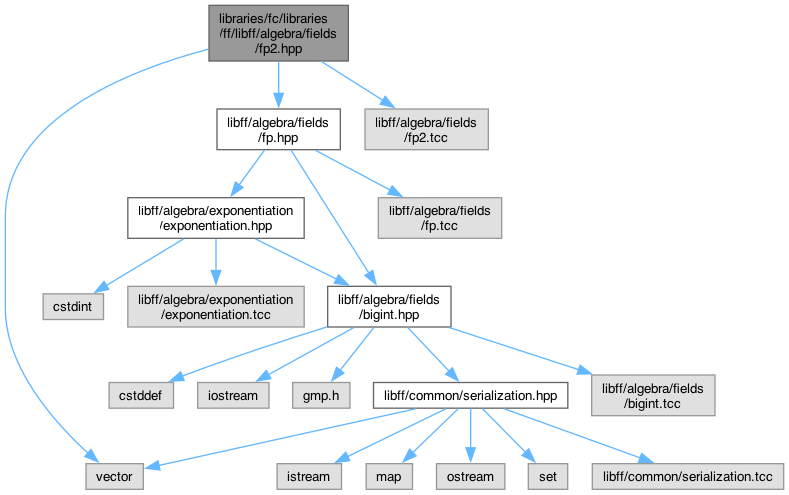 libraries/fc/libraries
/ff/libff/algebra/fields
/fp2.hpp
libff/algebra/fields
/fp.hpp
libff/algebra/fields
/fp2.tcc
libff/algebra/exponentiation
/exponentiation.hpp
libff/algebra/fields
/fp.tcc
cstdint
libff/algebra/exponentiation
/exponentiation.tcc
libff/algebra/fields
/bigint.hpp
cstddef
iostream
gmp.h
libff/common/serialization.hpp
libff/algebra/fields
/bigint.tcc
vector
istream
map
ostream
set
libff/common/serialization.tcc